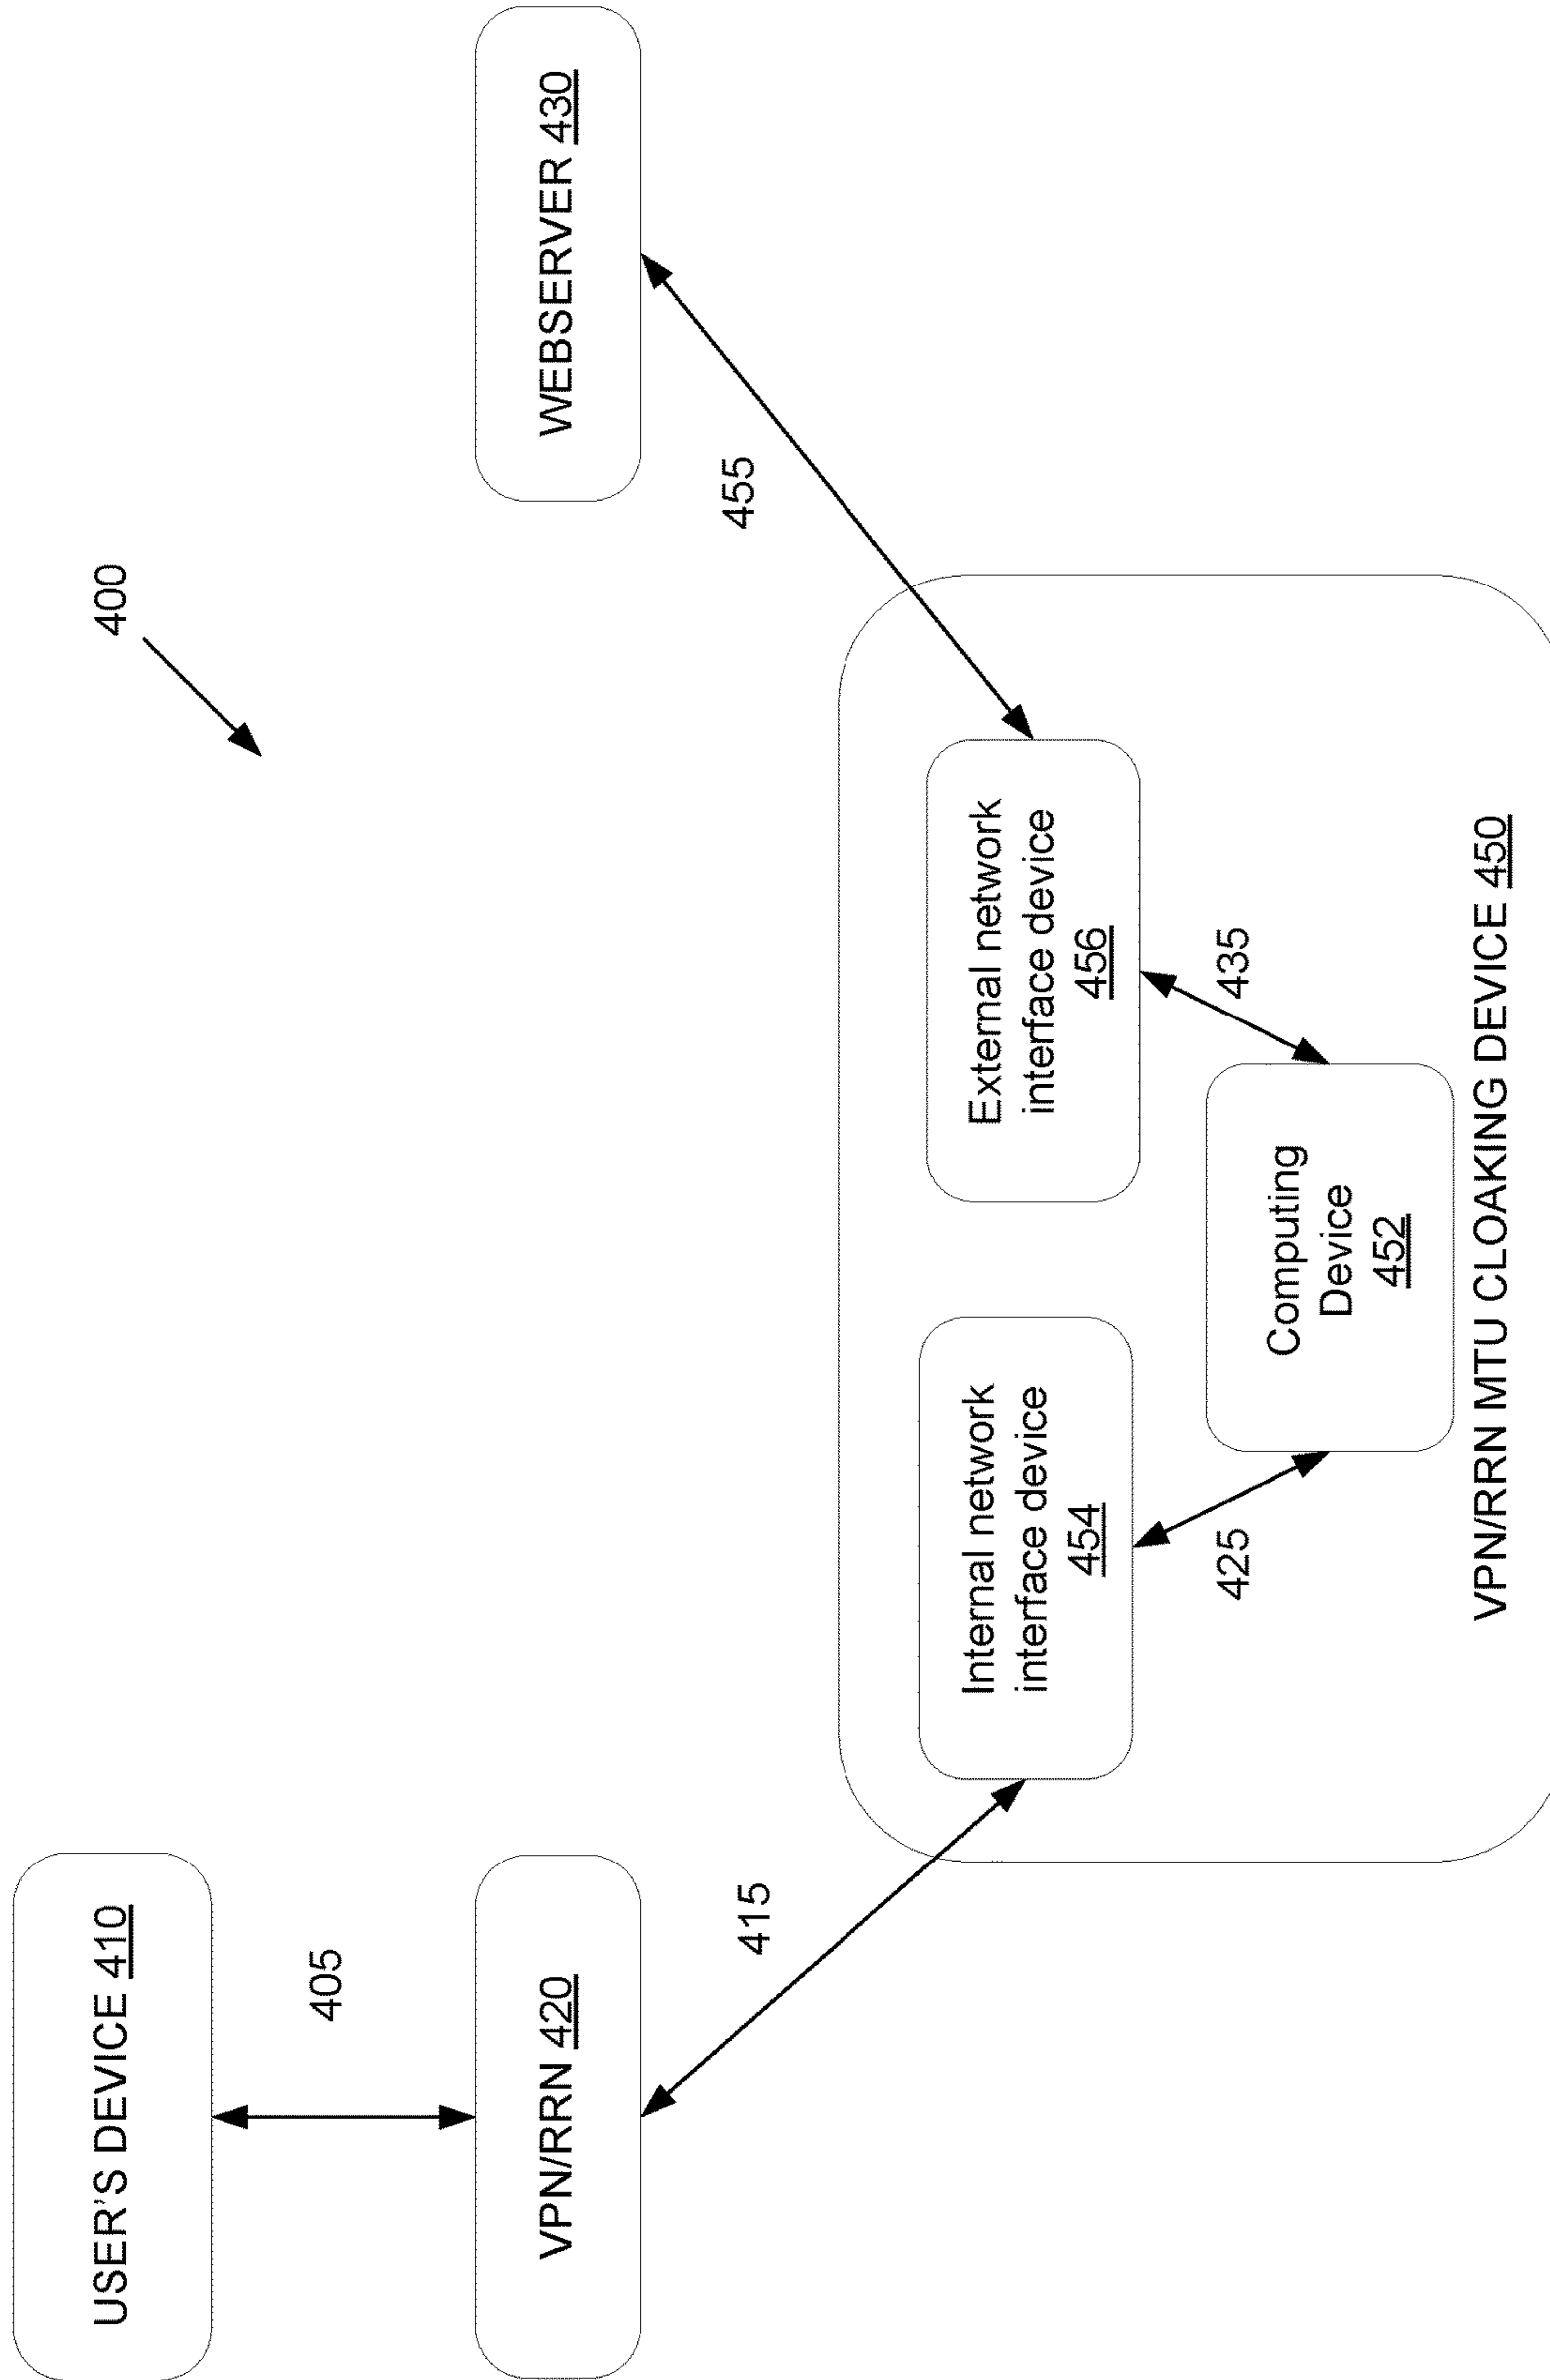 400
USER'S DEVICE 410
405
VPN/RRN 420
WEBSERVER 430
415
455
Internal network
interface device
454
External network
interface device
456
425
435
Computing
Device
452
VPN/RRN MTU CLOAKING DEVICE 450